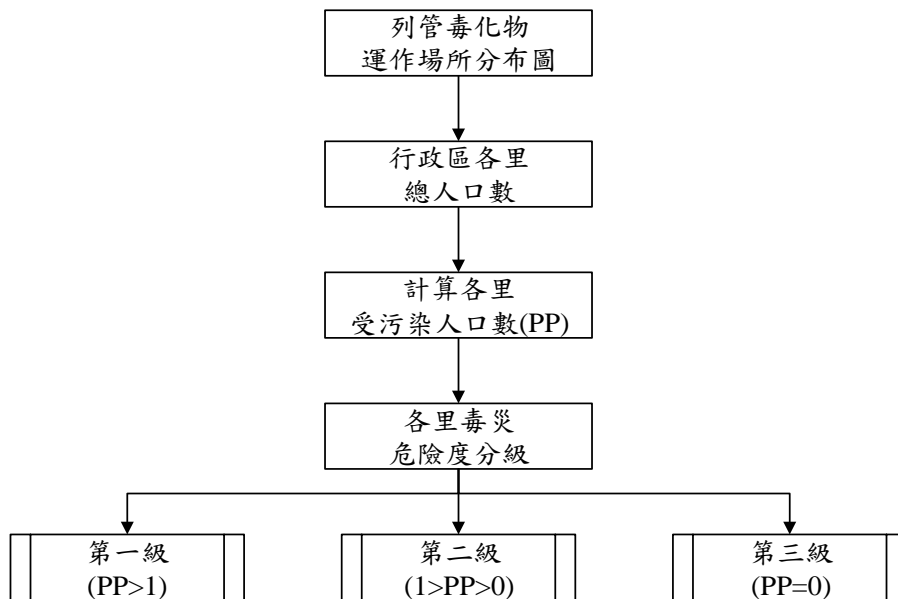 列管毒化物
運作場所分布圖
行政區各里
總人口數
計算各里
受污染人口數(PP)
各里毒災
危險度分級
第一級
(PP>1)
第二級
(1>PP>0)
第三級
(PP=0)